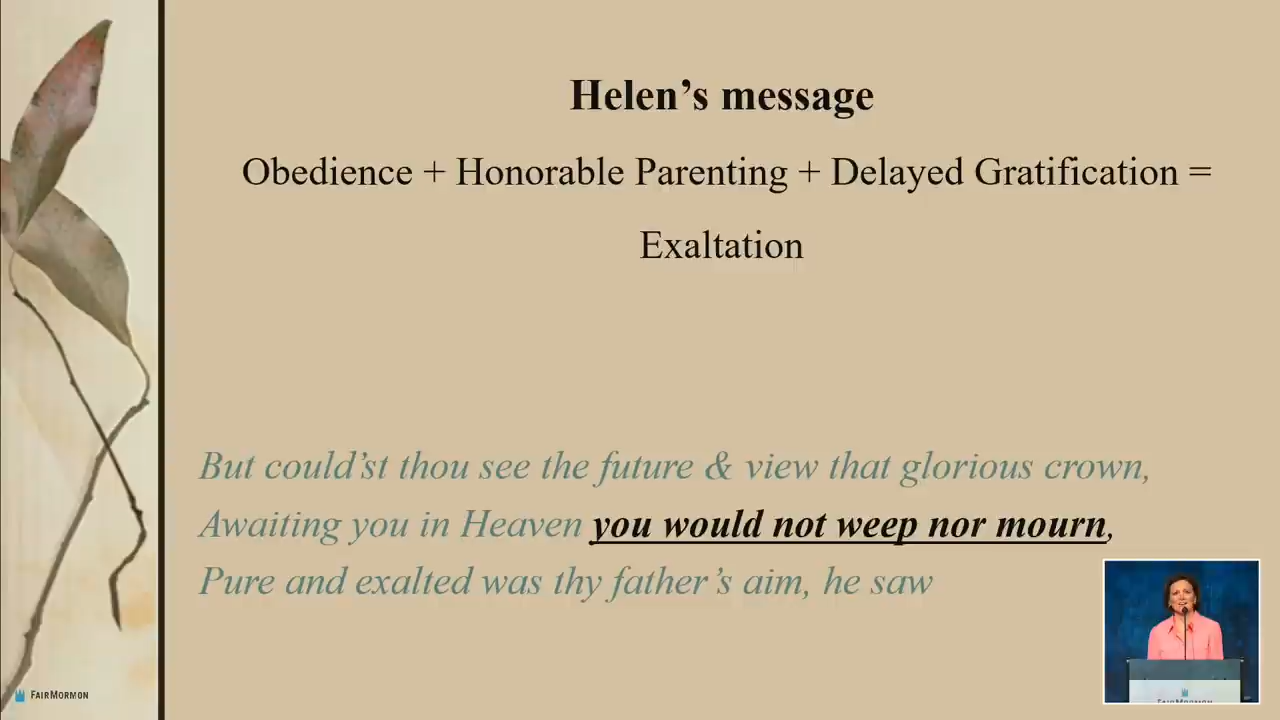 Helen’s message
Obedience + Honorable Parenting + Delayed Gratification =
Exaltation
But could’st thou see the future & view that glorious crown,
Awaiting you in Heaven you would not weep nor mourn,
Pure and exalted was thy father’s aim, he saw
FAIRMORMON